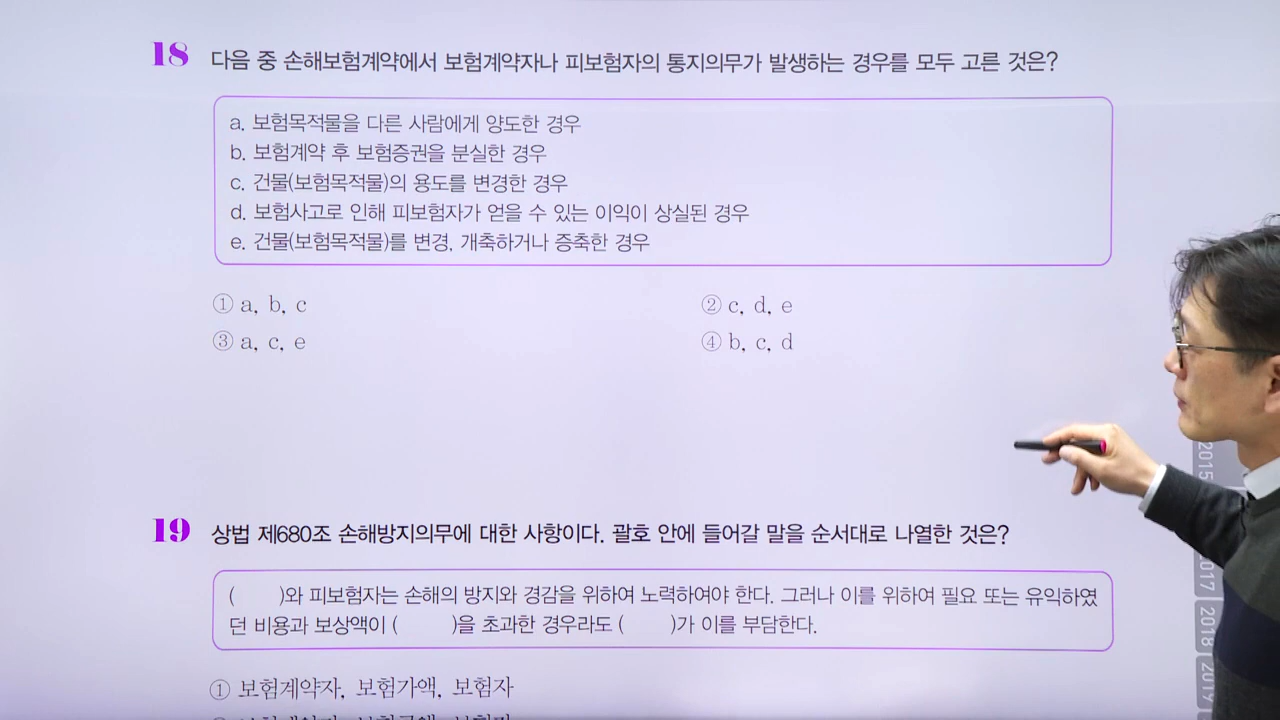 18 다음 중 손해보험계약에서 보험계약자나 피보험자의 통지의무가 발생하는 경우를 모두 고른 것은?
a. 보험목적물을 다른 사람에게 양도한 경우
b. 보험계약 후 보험증권을 분실한 경우
c. 건물(보험목적물)의 용도를 변경한 경우
d. 보험사고로 인해 피보험자가 얻을 수 있는 이익이 상실된 경우
e. 건물(보험목적물)를 변경, 개축하거나 증축한 경우
① a, b, c
② c, d, e
③ a, c, e
④ b, c, d
19 상법 제680조 손해방지의무에 대한 사항이다. 괄호 안에 들어갈 말을 순서대로 나열한 것은?
( )와 피보험자는 손해의 방지와 경감을 위하여 노력하여야 한다. 그러나 이를 위하여 필요 또는 유익하였
던 비용과 보상액이 ( )을 초과한 경우라도 ( )가 이를 부담한다.
① 보험계약자, 보험가액, 보험자
2015
2017
2018
2019